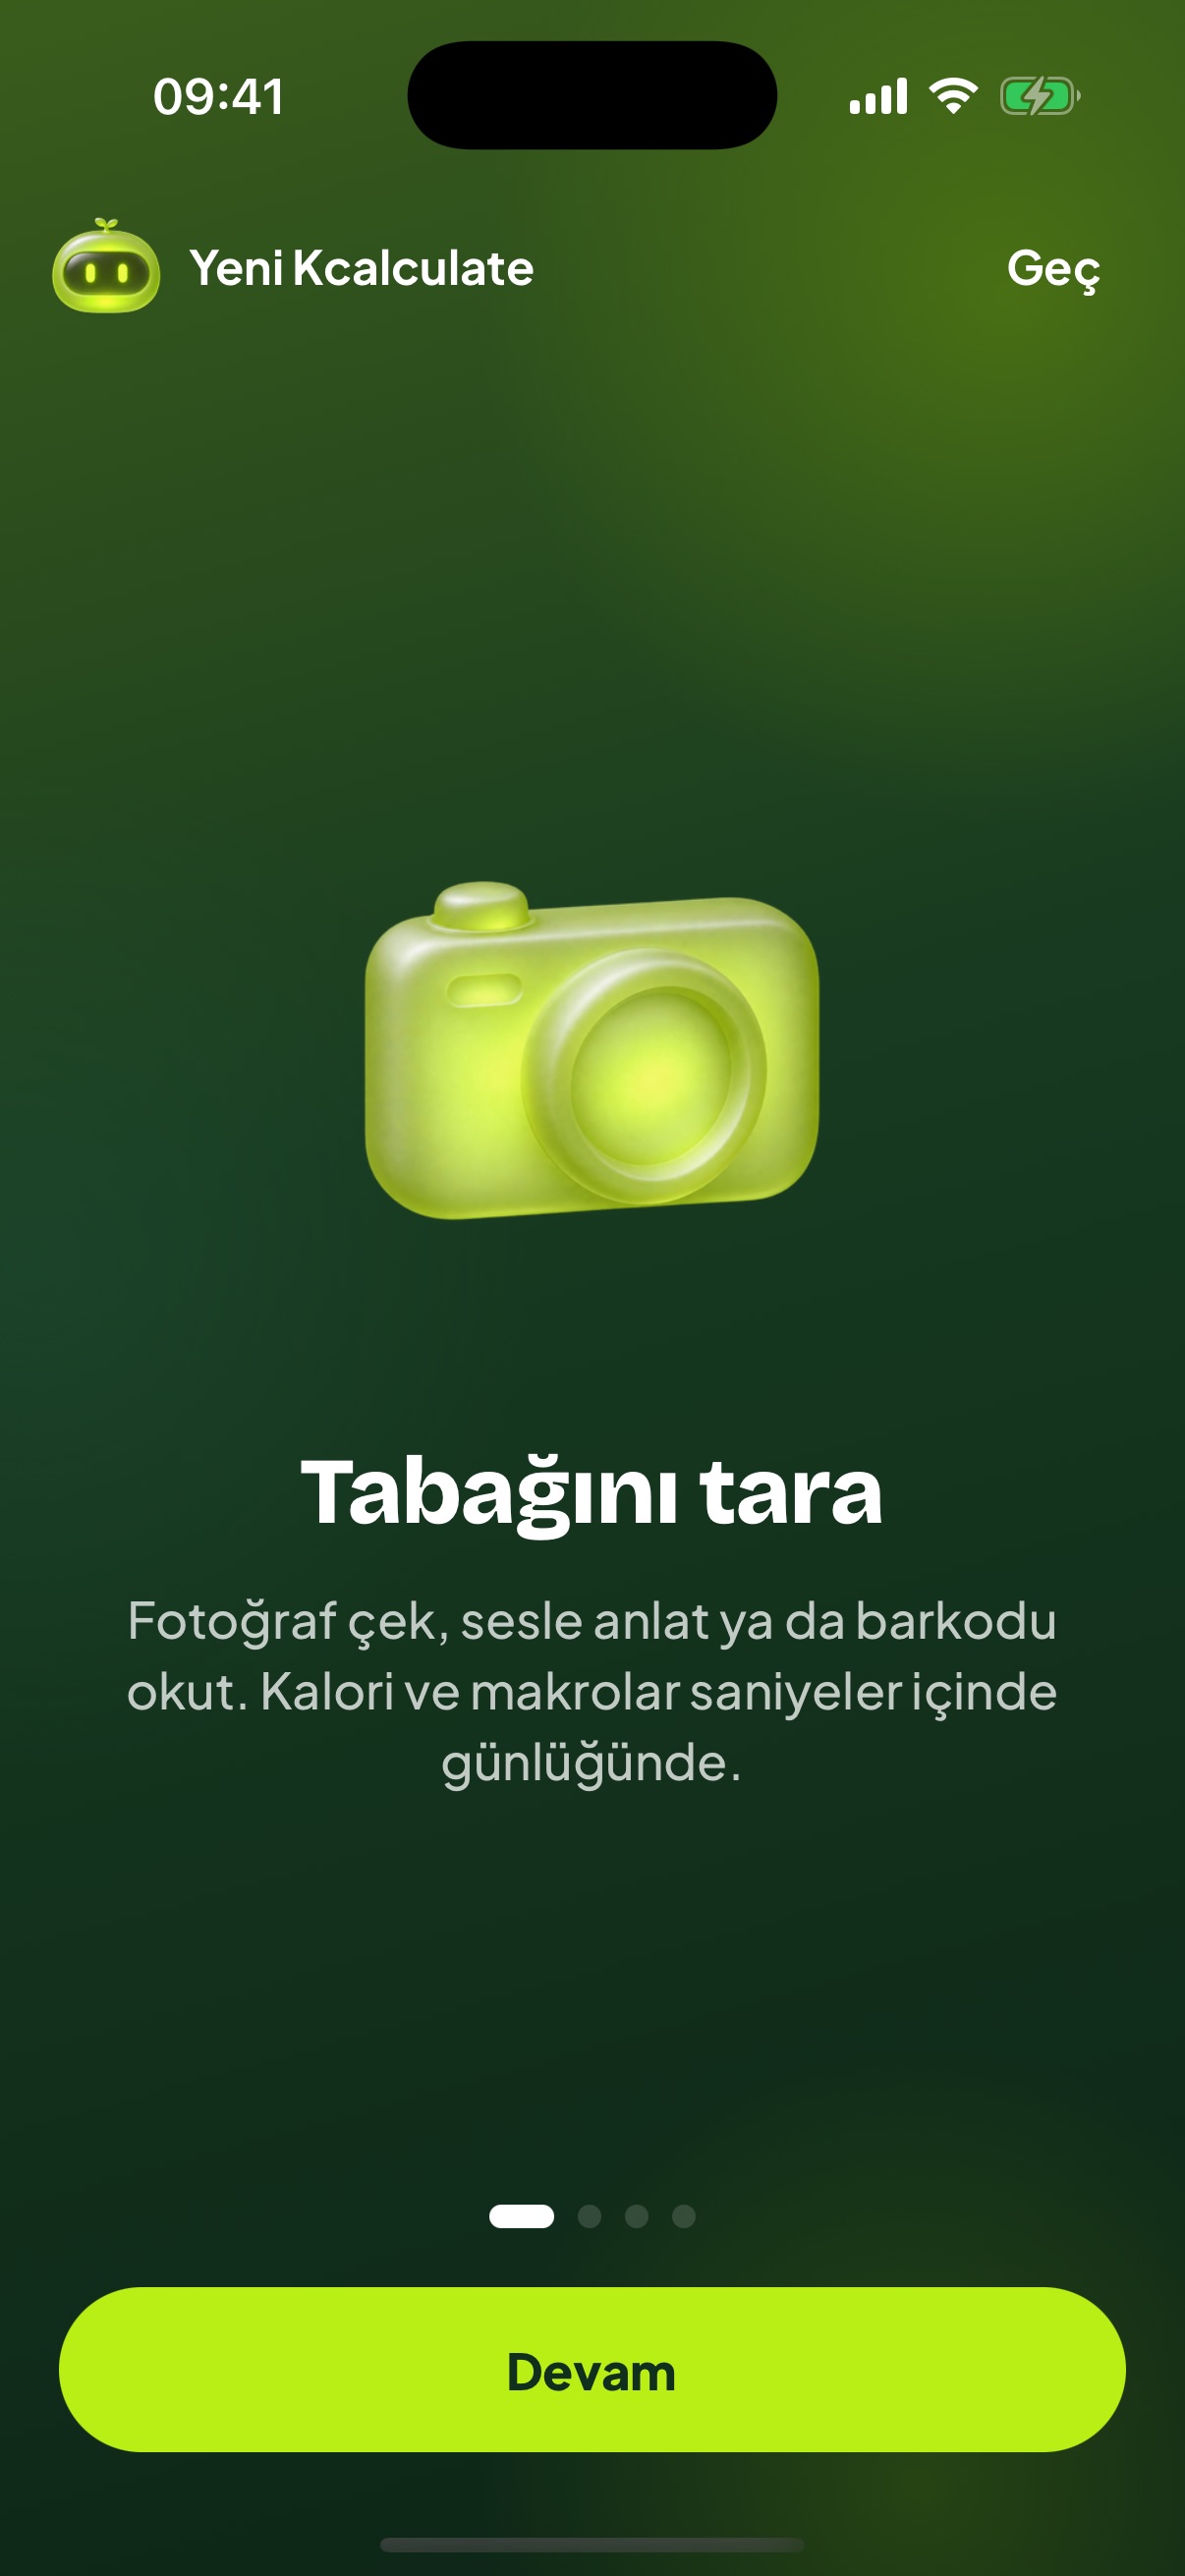 09:41
Yeni Kcalculate
Geç
Tabağını tara
Fotoğraf çek, sesle anlat ya da barkodu
okut. Kalori ve makrolar saniyeler içinde
günlüğünde.
Devam